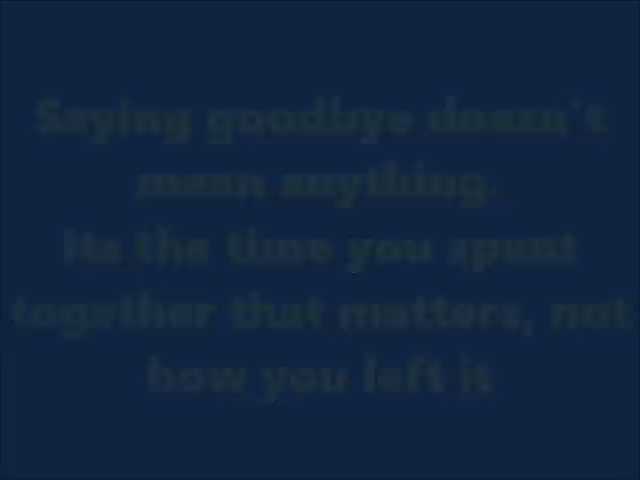 Saying goodbye doesn't
mean anything.
Its the time you spent
together that matters, not
how you left it